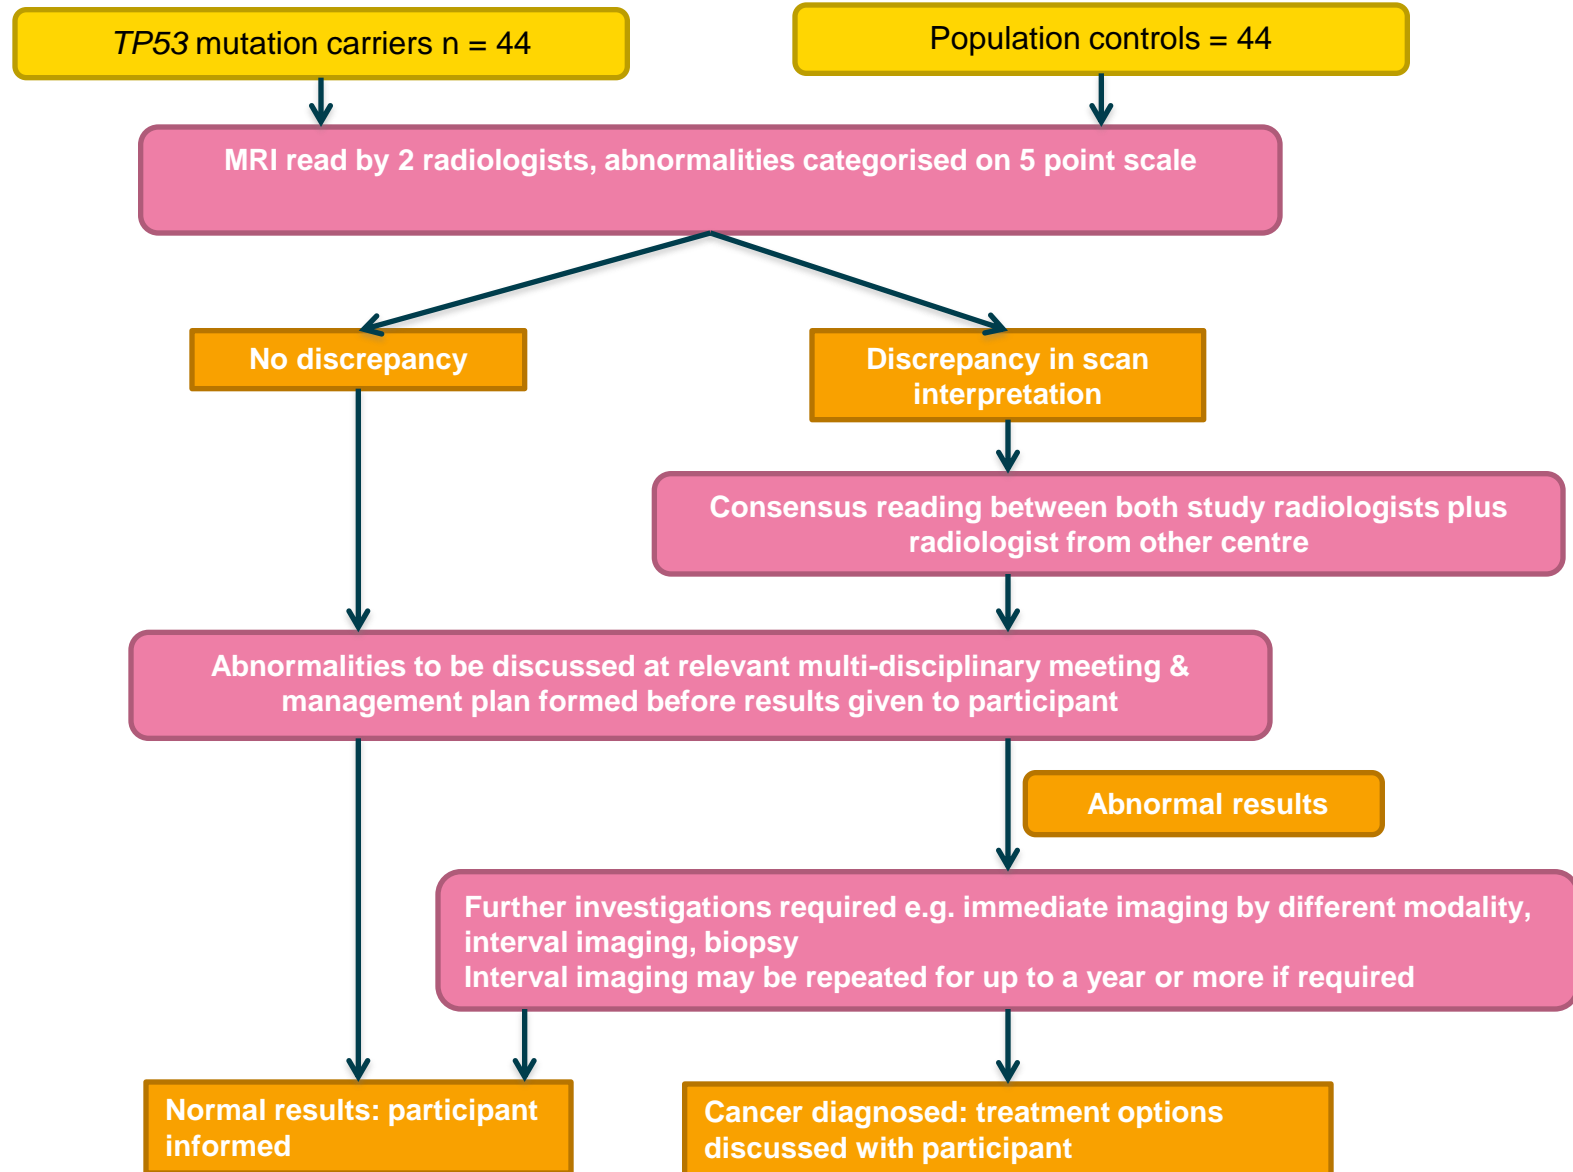 TP53 mutation carriers n = 44
Population controls = 44
MRI read by 2 radiologists, abnormalities categorised on 5 point scale
No discrepancy
Discrepancy in scan
interpretation
Consensus reading between both study radiologists plus
radiologist from other centre
Abnormalities to be discussed at relevant multi-disciplinary meeting &
management plan formed before results given to participant
Abnormal results
Further investigations required e.g. immediate imaging by different modality,
interval imaging, biopsy
Interval imaging may be repeated for up to a year or more if required
Normal results: participant
informed
Cancer diagnosed: treatment options
discussed with participant